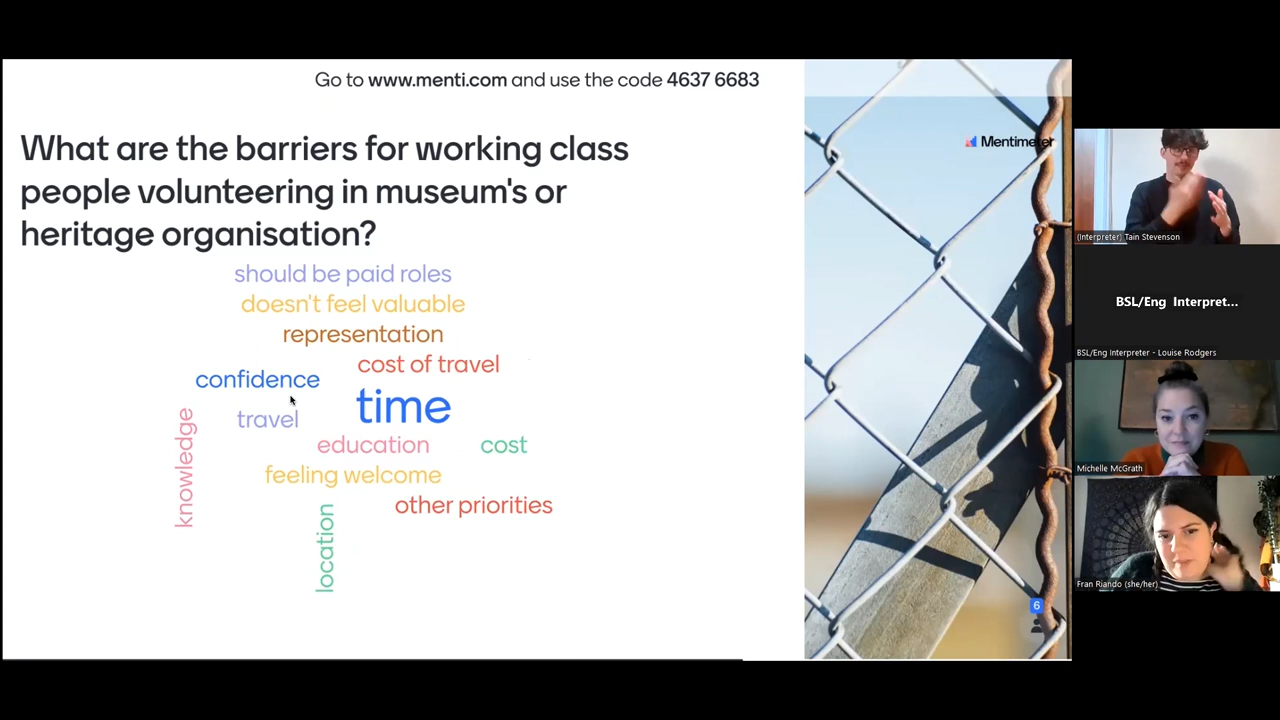 Go to www.menti.com and use the code 4637 6683
Mentimeter
What are the barriers for working class
people volunteering in museum's or
heritage organisation?
should be paid roles
doesn't feel valuable
representation
cost of travel
confidence
time
travel
knowledge
education
cost
feeling welcome
other priorities
location
6
(Interpreter) Tain Stevenson
BSL/Eng Interpret...
BSL/Eng Interpreter - Louise Rodgers
Michelle McGrath
Fran Riando (she/her)